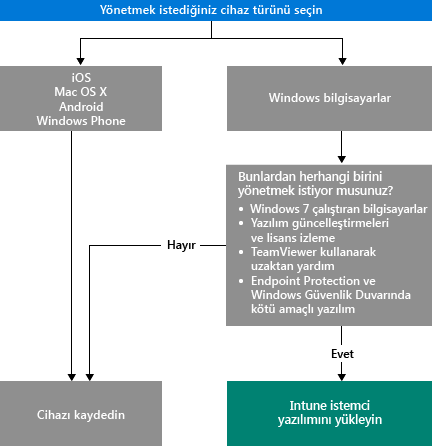 Yönetmek istediğiniz cihaz türünü seçin
iOS
Mac OS X
Android
Windows Phone
Windows bilgisayarlar
Bunlardan herhangi birini
yönetmek istiyor musunuz?
• Windows 7 çalıştıran bilgisayarlar
• Yazılım güncelleştirmeleri
ve lisans izleme
• TeamViewer kullanarak
uzaktan yardım
• Endpoint Protection ve
Windows Güvenlik Duvarında
kötü amaçlı yazılım
Hayır
Evet
Cihazı kaydedin
Intune istemci
yazılımını yükleyin